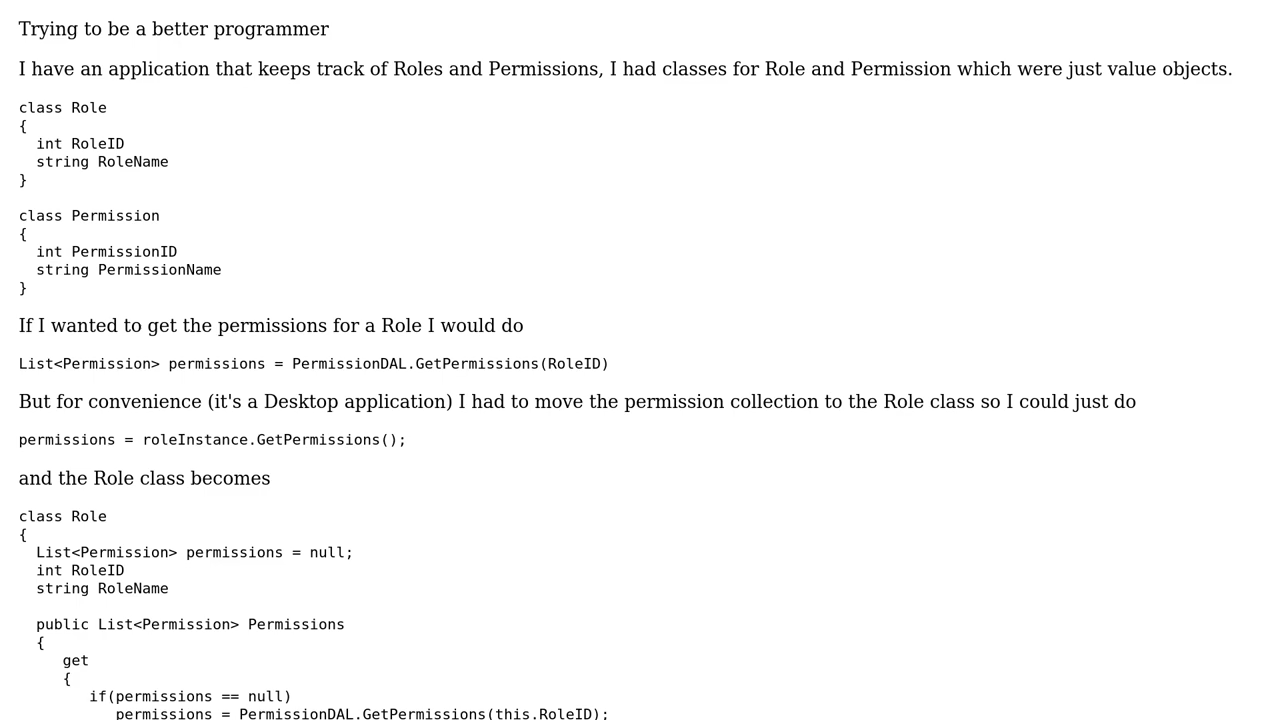 Trying to be a better programmer
I have an application that keeps track of Roles and Permissions, I had classes for Role and Permission which were just value objects.
class Role
{
  int RoleID
  string RoleName
}
class Permission
{
  int PermissionID
  string PermissionName
}
If I wanted to get the permissions for a Role I would do
List<Permission> permissions = PermissionDAL.GetPermissions(RoleID)
But for convenience (it's a Desktop application) I had to move the permission collection to the Role class so I could just do
permissions = roleInstance.GetPermissions();
and the Role class becomes
class Role
{
  List<Permission> permissions = null;
  int RoleID
  string RoleName
  public List<Permission> Permissions
  {
     get
     {
        if(permissions == null)
           permissions = PermissionDAL.GetPermissions(this.RoleID);